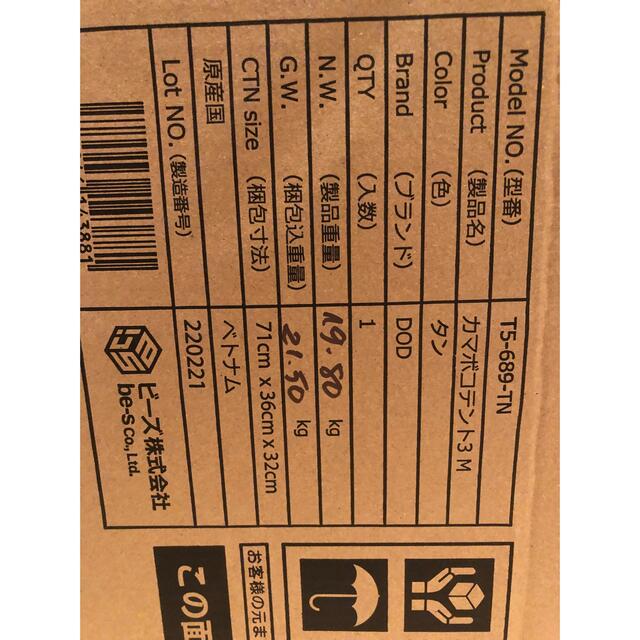 Model NO.(型番) T5-689-TN
Product (製品名) カマボコテント3 M
Color (色) タン
Brand (ブランド) DOD
QTY (入数) 1
N.W. (製品重量) 19.80 kg
G.W. (梱包込重量) 21.50 kg
CTN size (梱包寸法) 71cm x 36cm x 32cm
原産国 ベトナム
Lot NO. (製造番号) 220221
ビーズ株式会社
be-s Co., Ltd.
お客様の元ま
この面